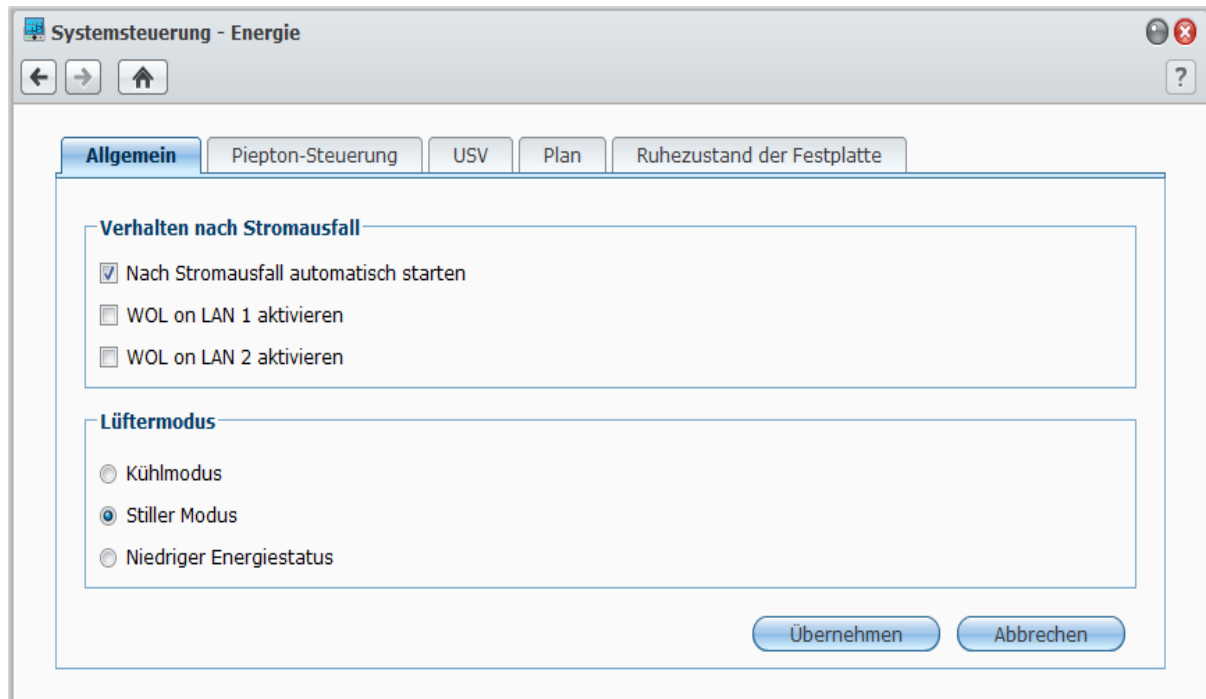 Systemsteuerung - Energie
?
Allgemein Piepton-Steuerung USV Plan Ruhezustand der Festplatte
Verhalten nach Stromausfall
Nach Stromausfall automatisch starten
WOL on LAN 1 aktivieren
WOL on LAN 2 aktivieren
Lüftermodus
Kühlmodus
Stiller Modus
Niedriger Energiestatus
Übernehmen Abbrechen